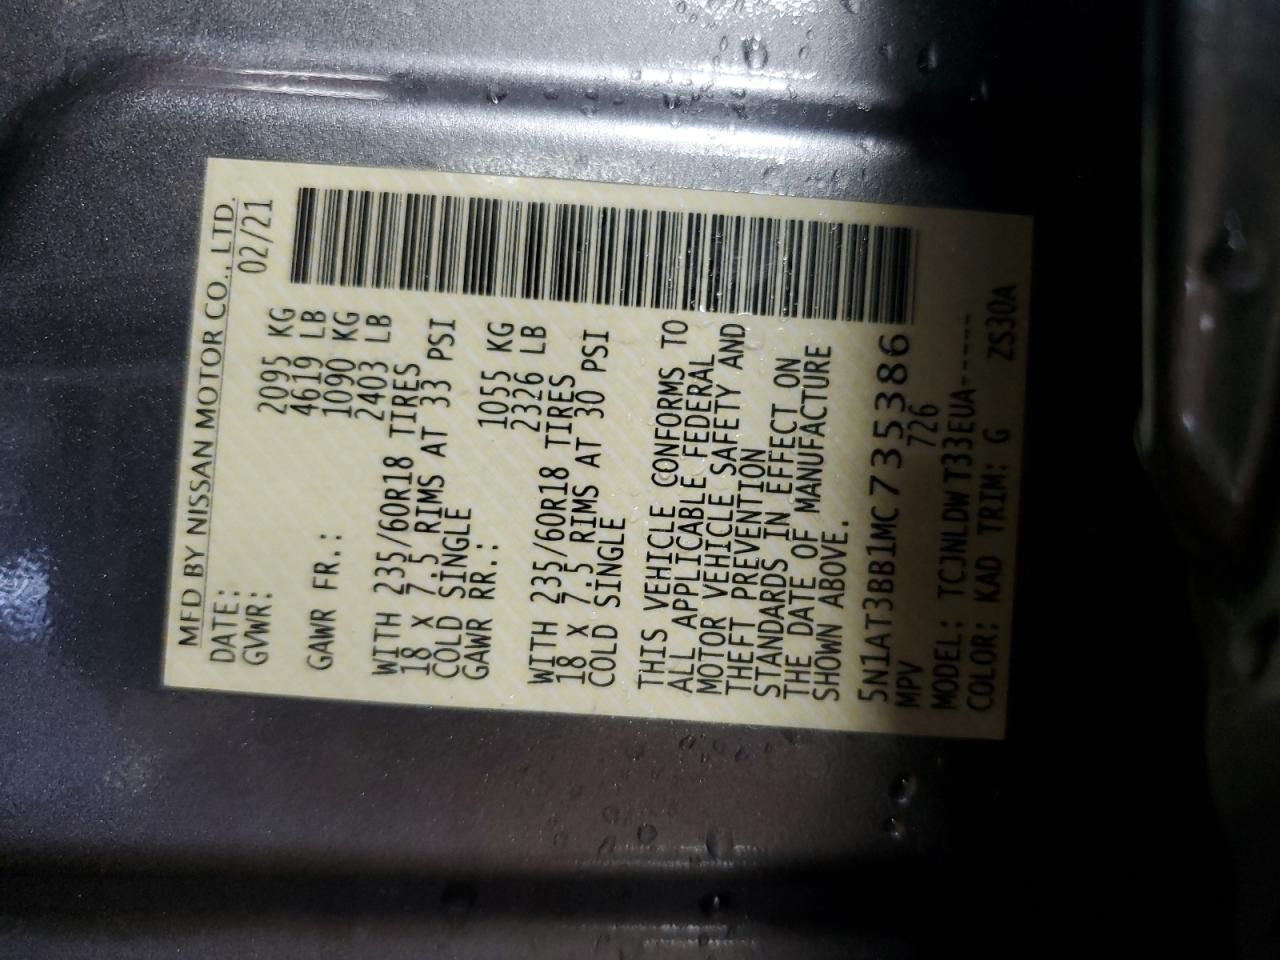 MFD BY NISSAN MOTOR CO., LTD.
DATE: 02/21
GVWR: 2095 KG
4619 LB
GAWR FR.: 1090 KG
2403 LB
WITH 235/60R18 TIRES
18 X 7.5 RIMS AT 33 PSI
COLD SINGLE
GAWR RR.: 1055 KG
2326 LB
WITH 235/60R18 TIRES
18 X 7.5 RIMS AT 30 PSI
COLD SINGLE
THIS VEHICLE CONFORMS TO
ALL APPLICABLE FEDERAL
MOTOR VEHICLE SAFETY AND
THEFT PREVENTION
STANDARDS IN EFFECT ON
THE DATE OF MANUFACTURE
SHOWN ABOVE.
5N1AT3BB1MC735386
MPV 726
MODEL: TCJNLDWT33EUA-----
COLOR: KAD TRIM: G ZS30A